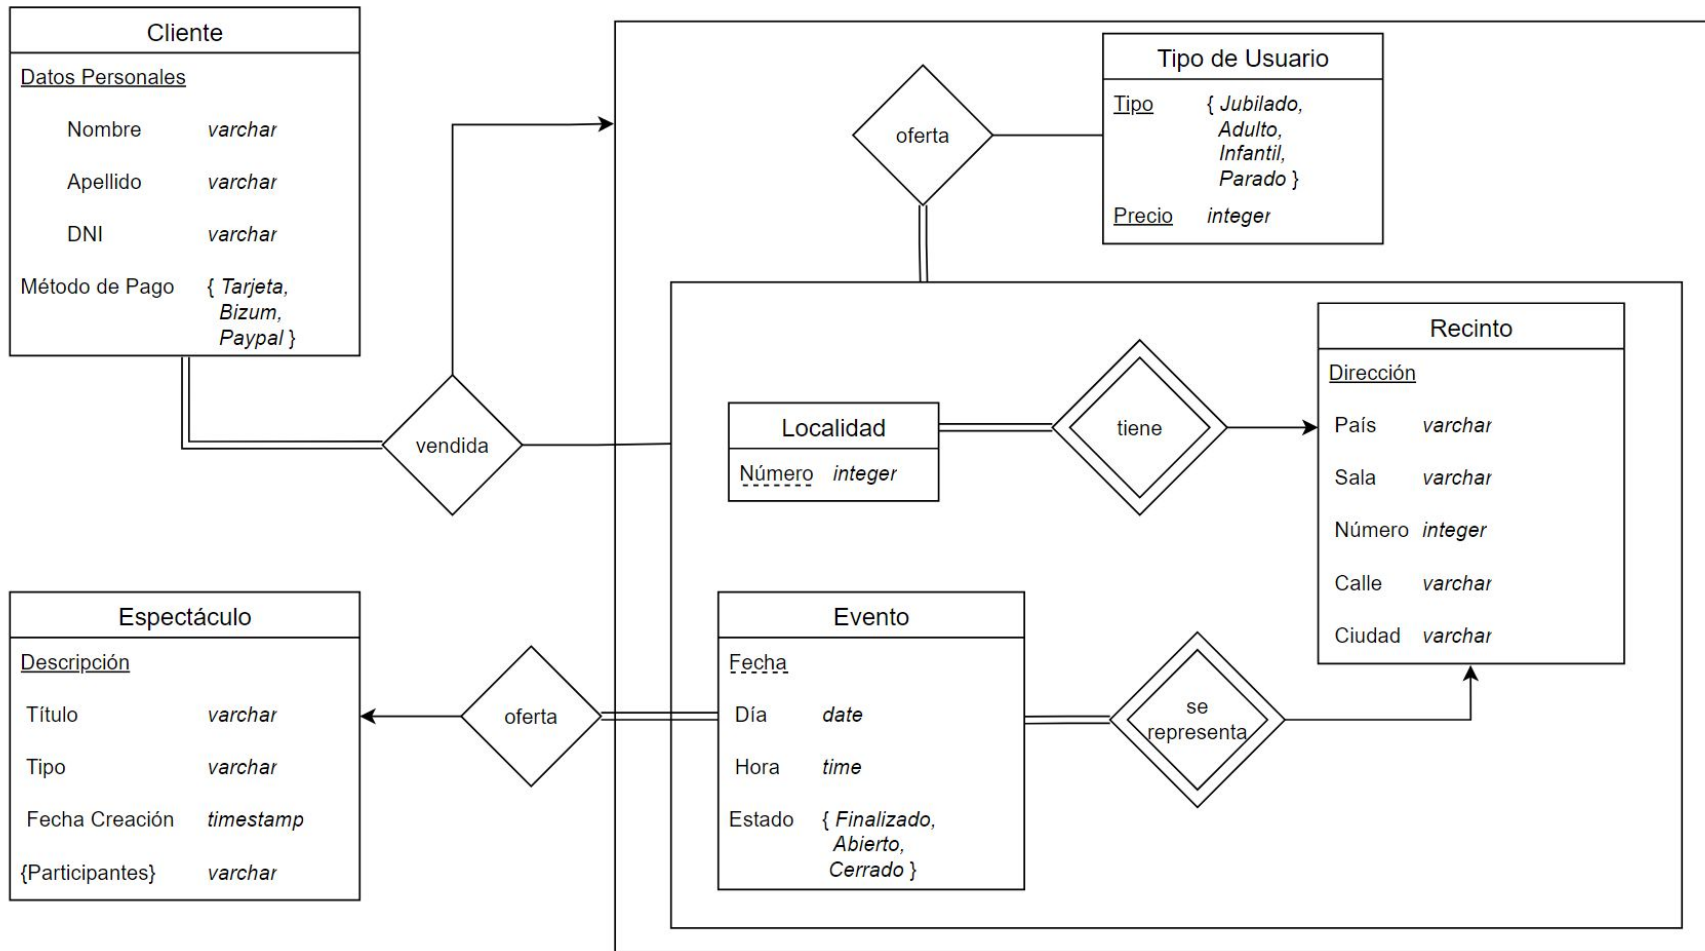 Cliente
Datos Personales
Nombre varchar
Apellido varchar
DNI varchar
Método de Pago { Tarjeta,
Bizum,
Paypal }
vendida
oferta
Tipo de Usuario
Tipo { Jubilado,
Adulto,
Infantil,
Parado }
Precio integer
Localidad
Número integer
tiene
Recinto
Dirección
País varchar
Sala varchar
Número integer
Calle varchar
Ciudad varchar
Espectáculo
Descripción
Título varchar
Tipo varchar
Fecha Creación timestamp
{Participantes} varchar
oferta
Evento
Fecha
Día date
Hora time
Estado { Finalizado,
Abierto,
Cerrado }
se
representa